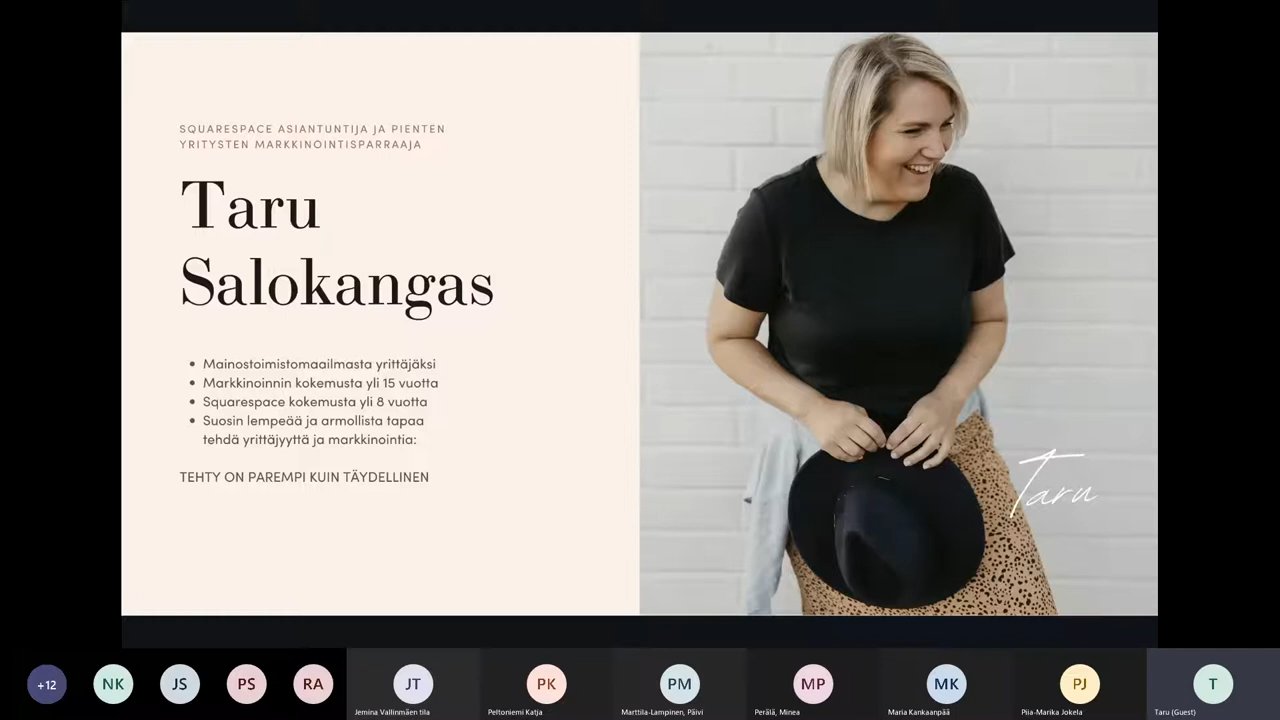 SQUARESPACE ASIANTUNTIJA JA PIENTEN
YRITYSTEN MARKKINOINTISPARRAAJA
Taru
Salokangas
• Mainostoimistomaailmasta yrittäjäksi
• Markkinoinnin kokemusta yli 15 vuotta
• Squarespace kokemusta yli 8 vuotta
• Suosin lempeää ja armollista tapaa
tehdä yrittäjyyttä ja markkinointia:
TEHTY ON PAREMPI KUIN TÄYDELLINEN
Taru
+12
NK
JS
PS
RA
JT
PK
PM
MP
MK
PJ
T
Jemina Vallinmäen tila
Peltoniemi Katja
Marttila-Lampinen, Päivi
Perälä, Minea
Maria Kankaanpää
Piia-Marika Jokela
Taru (Guest)